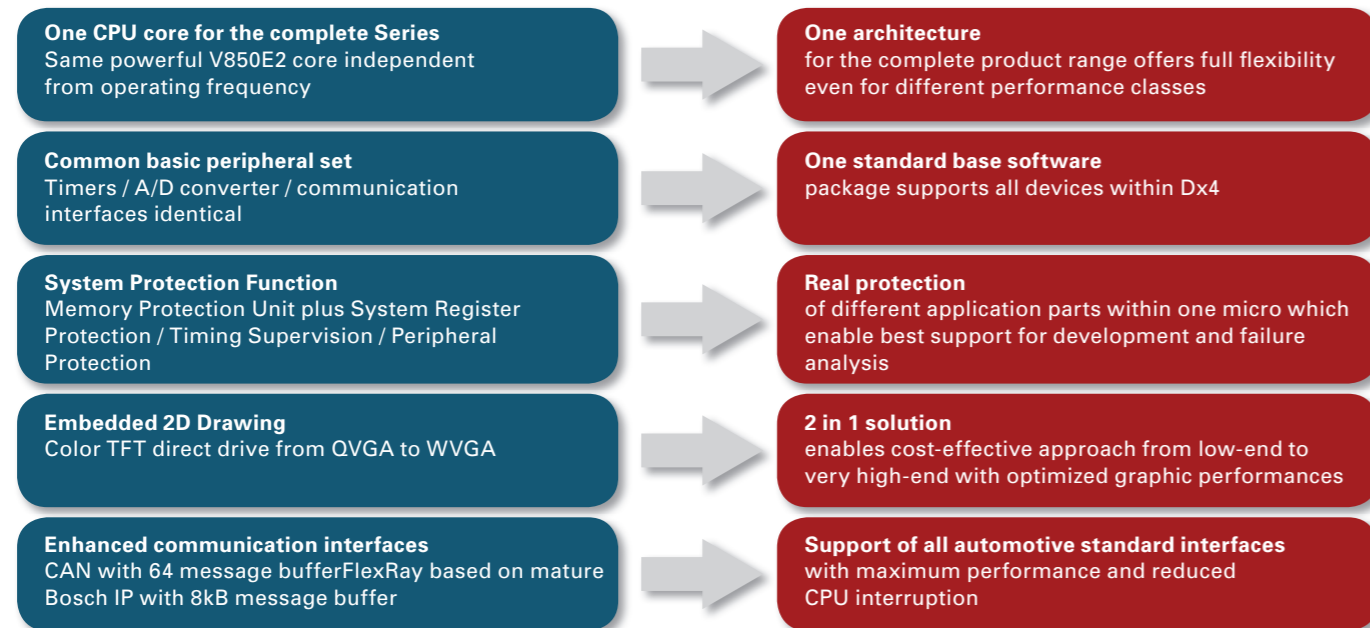 One CPU core for the complete Series
Same powerful V850E2 core independent
from operating frequency
One architecture
for the complete product range offers full flexibility
even for different performance classes
Common basic peripheral set
Timers / A/D converter / communication
interfaces identical
One standard base software
package supports all devices within Dx4
System Protection Function
Memory Protection Unit plus System Register
Protection / Timing Supervision / Peripheral
Protection
Real protection
of different application parts within one micro which
enable best support for development and failure
analysis
Embedded 2D Drawing
Color TFT direct drive from QVGA to WVGA
2 in 1 solution
enables cost-effective approach from low-end to
very high-end with optimized graphic performances
Enhanced communication interfaces
CAN with 64 message bufferFlexRay based on mature
Bosch IP with 8kB message buffer
Support of all automotive standard interfaces
with maximum performance and reduced
CPU interruption